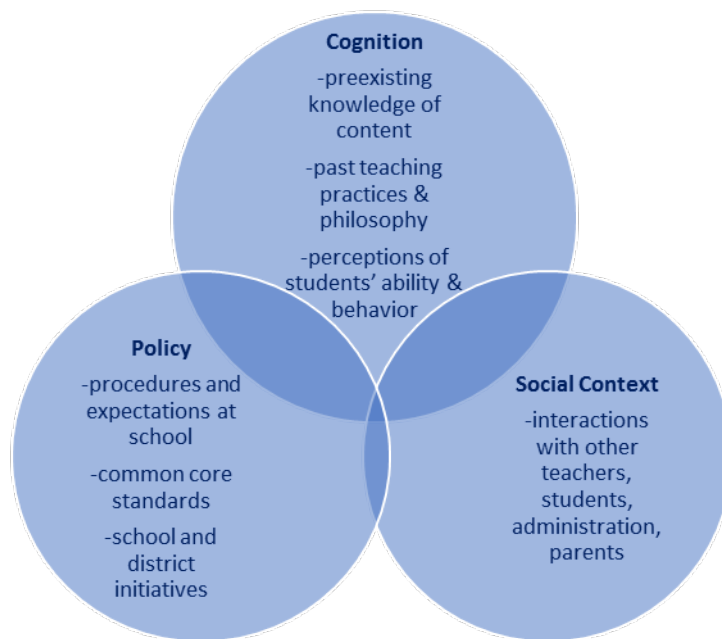 Cognition
-preexisting
knowledge of
content
-past teaching
practices &
philosophy
-perceptions of
students’ ability &
behavior
Policy
-procedures and
expectations at
school
-common core
standards
-school and
district
initiatives
Social Context
-interactions
with other
teachers,
students,
administration,
parents